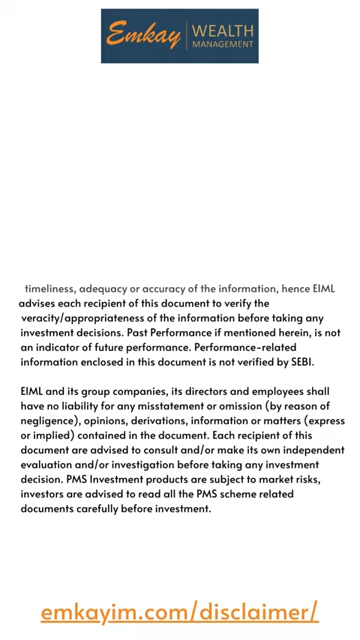 Emkay WEALTH
MANAGEMENT
timeliness, adequacy or accuracy of the information, hence EIML
advises each recipient of this document to verify the
veracity/appropriateness of the information before taking any
investment decisions. Past Performance if mentioned herein, is not
an indicator of future performance. Performance-related
information enclosed in this document is not verified by SEBI.
EIML and its group companies, its directors and employees shall
have no liability for any misstatement or omission (by reason of
negligence), opinions, derivations, information or matters (express
or implied) contained in the document. Each recipient of this
document are advised to consult and/or make its own independent
evaluation and/or investigation before taking any investment
decision. PMS Investment products are subject to market risks,
investors are advised to read all the PMS scheme related
documents carefully before investment.
emkayim.com/disclaimer/